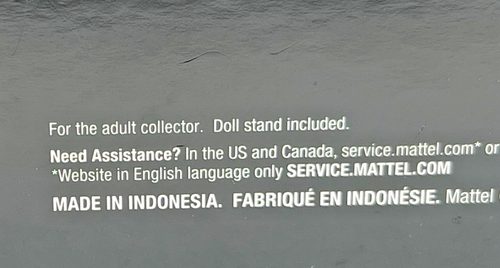 For the adult collector. Doll stand included.
Need Assistance? In the US and Canada, service.mattel.com* or
*Website in English language only SERVICE.MATTEL.COM
MADE IN INDONESIA. FABRIQUÉ EN INDONÉSIE. Mattel